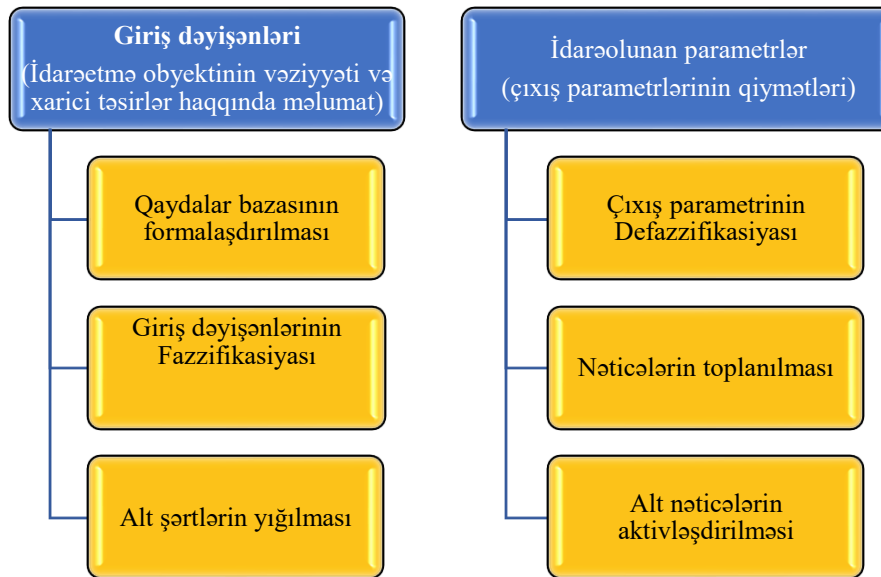 Giriş dəyişənləri
(İdarəetmə obyektinin vəziyyəti və
xarici təsirlər haqqında məlumat)
Qaydalar bazasının
formalaşdırılması
Giriş dəyişənlərinin
Fazzifikasiyası
Alt şərtlərin yığılması
İdarəolunan parametrlər
(çıxış parametrlərinin qiymətləri)
Çıxış parametrinin
Defazzifikasiyası
Nəticələrin toplanılması
Alt nəticələrin
aktivləşdirilməsi